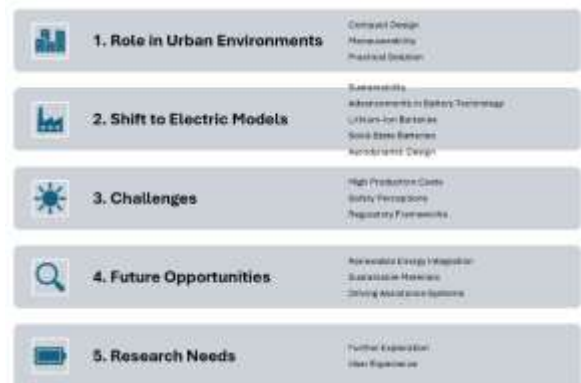 1. Role in Urban Environments
Compact Design
Maneuverability
Practical Solution
2. Shift to Electric Models
Sustainability
Advancements in Battery Technology
Lithium-Ion Batteries
Solid-State Batteries
Aerodynamic Design
3. Challenges
High Production Costs
Safety Perceptions
Regulatory Frameworks
4. Future Opportunities
Renewable Energy Integration
Sustainable Materials
Driving Assistance Systems
5. Research Needs
Further Exploration
User Experience